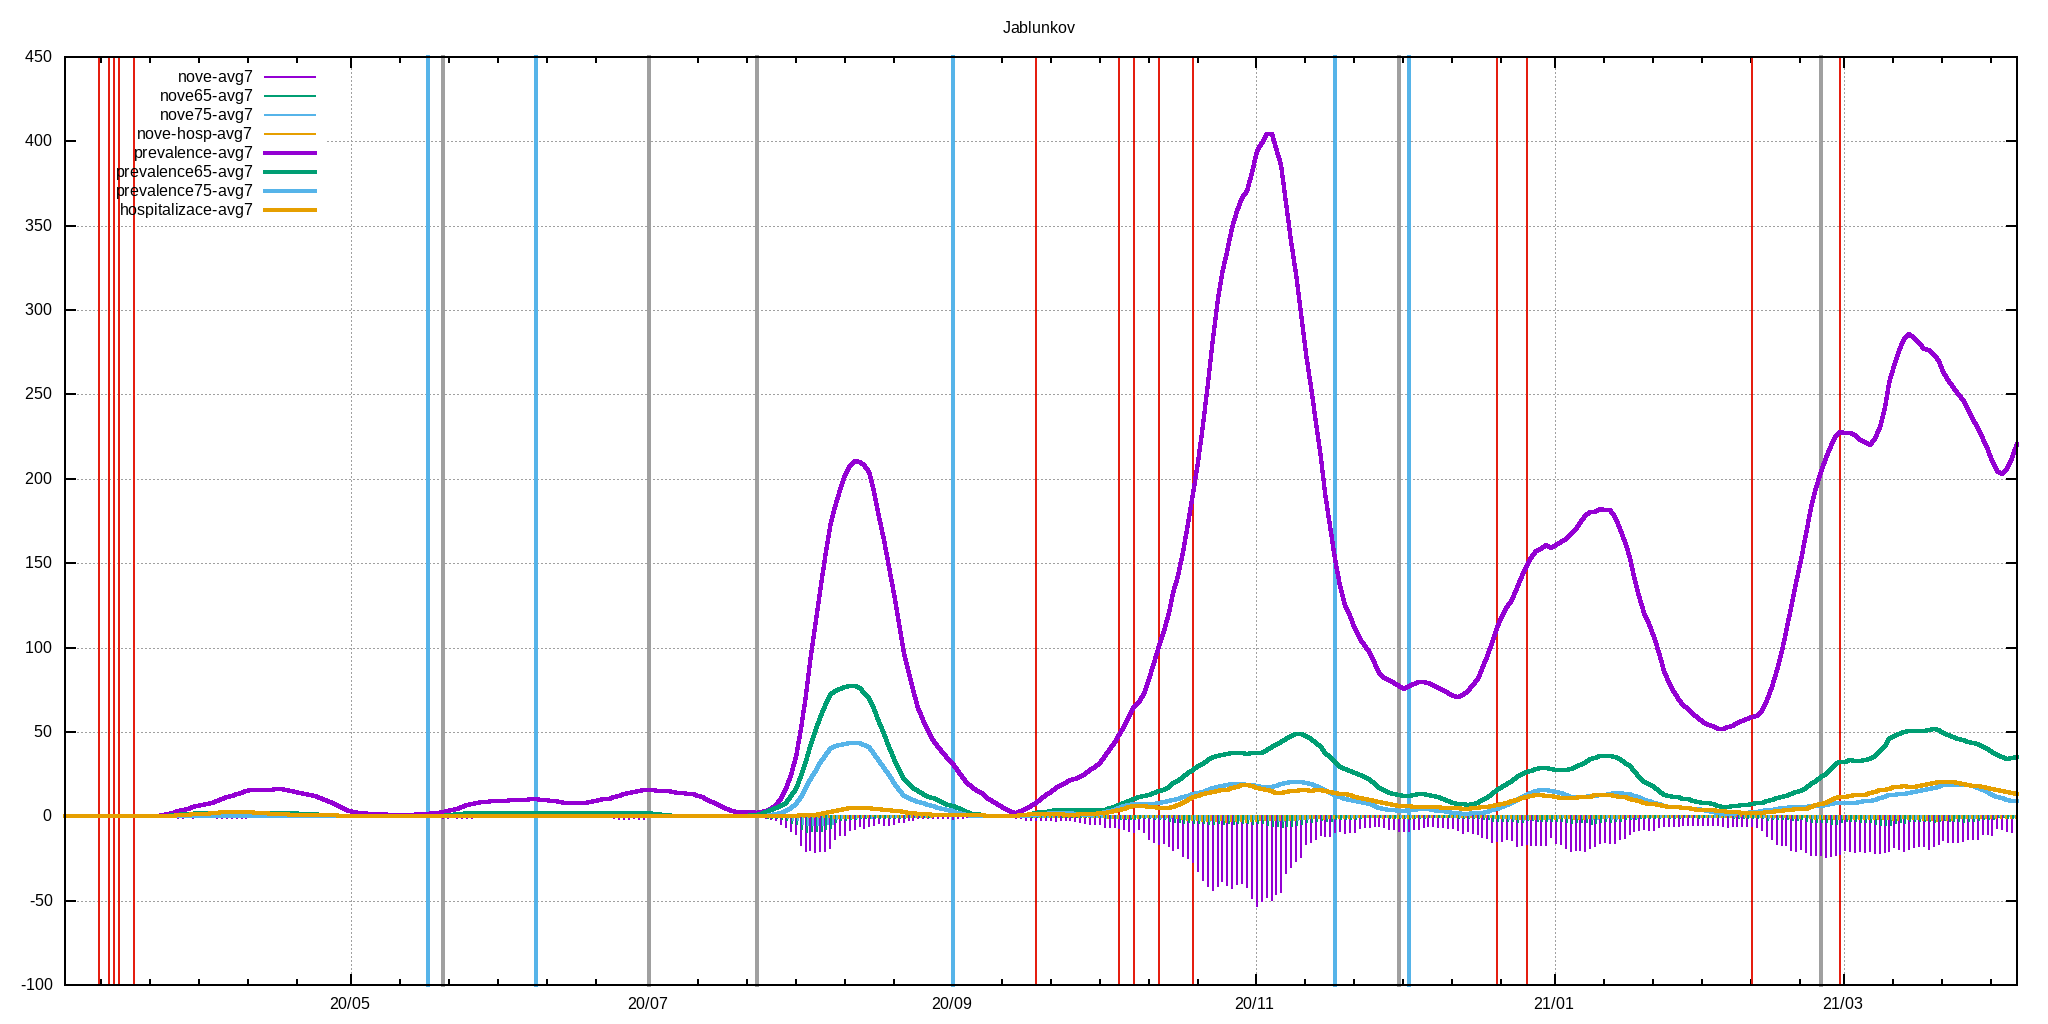 Jablunkov
450
400
350
300
250
200
150
100
50
0
-50
-100
nove-avg7
nove65-avg7
nove75-avg7
nove-hosp-avg7
prevalence-avg7
prevalence65-avg7
prevalence75-avg7
hospitalizace-avg7
20/05 20/07 20/09 20/11 21/01 21/03